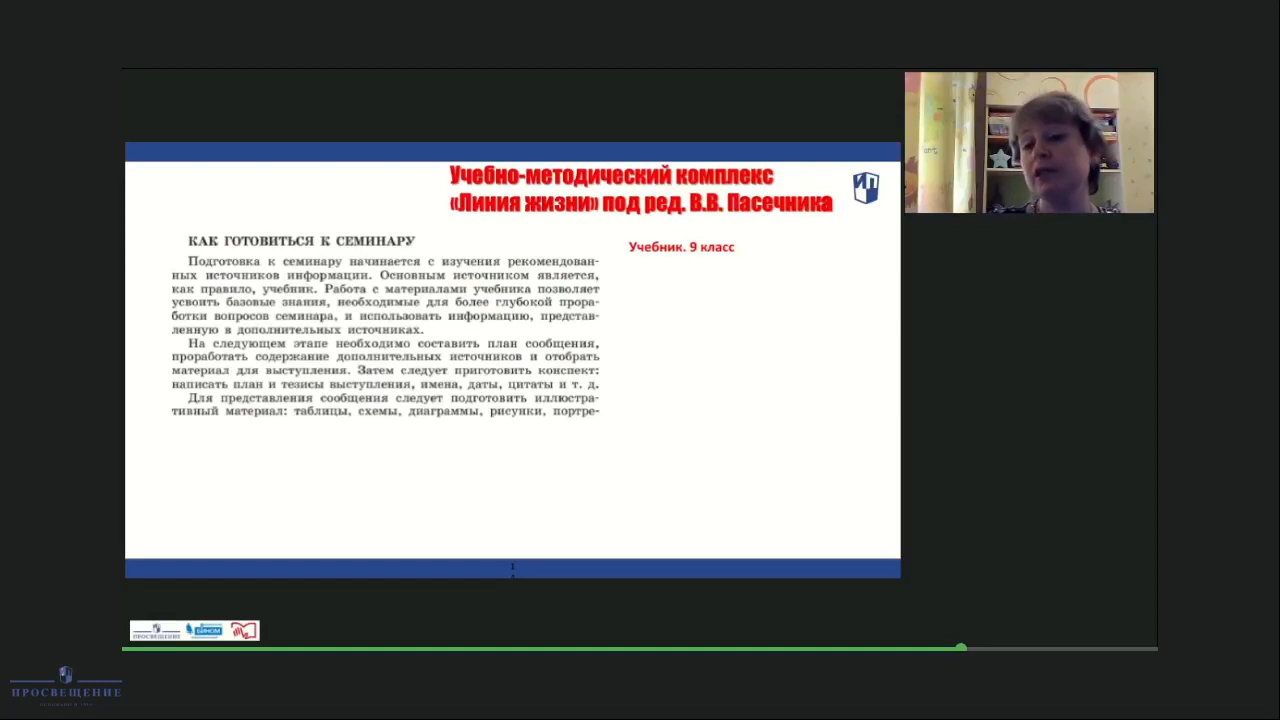 Учебно-методический комплекс
«Линия жизни» под ред. В.В. Пасечника
КАК ГОТОВИТЬСЯ К СЕМИНАРУ
Подготовка к семинару начинается с изучения рекомендован-
ных источников информации. Основным источником является,
как правило, учебник. Работа с материалами учебника позволяет
усвоить базовые знания, необходимые для более глубокой прора-
ботки вопросов семинара, и использовать информацию, представ-
ленную в дополнительных источниках.
На следующем этапе необходимо составить план сообщения,
проработать содержание дополнительных источников и отобрать
материал для выступления. Затем следует приготовить конспект:
написать план и тезисы выступления, имена, даты, цитаты и т. д.
Для представления сообщения следует подготовить иллюстра-
тивный материал: таблицы, схемы, диаграммы, рисунки, портре-
Учебник. 9 класс
ПРОСВЕЩЕНИЕ
БИНОМ
ПРОСВЕЩЕНИЕ